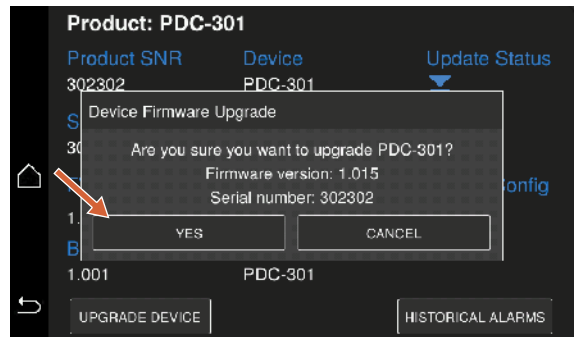 Product: PDC-301
Product SNR Device Update Status
302302 PDC-301
Device Firmware Upgrade
Are you sure you want to upgrade PDC-301?
Firmware version: 1.015
Serial number: 302302
YES CANCEL
1.001 PDC-301
UPGRADE DEVICE HISTORICAL ALARMS